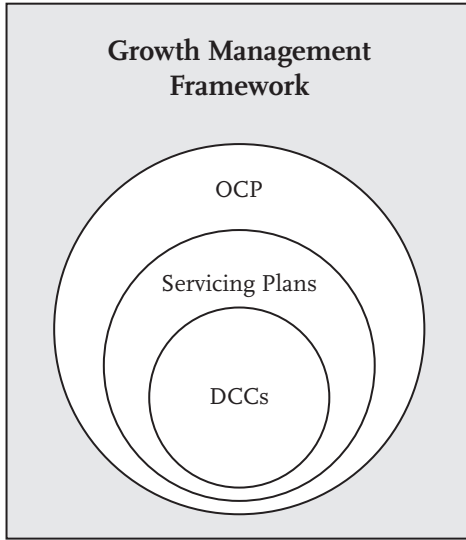 Growth Management
Framework
OCP
Servicing Plans
DCCs